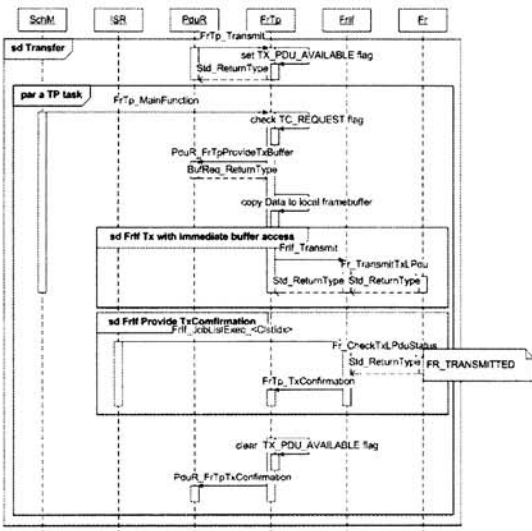 SchM ISR PduR FrTp FrIf Fr
FrTp_Transmit
sd Transfer
set TX_PDU_AVAILABLE flag
Std_ReturnType
par a TP task
FrTp_MainFunction
check TC_REQUEST flag
PduR_FrTpProvideTxBuffer
BufReq_ReturnType
copy Data to local framebuffer
sd FrIf Tx with immediate buffer access
FrIf_Transmit
Fr_TransmitTxLPdu
Std_ReturnType Std_ReturnType
sd FrIf Provide TxComfirmation
FrIf_JobListExec_<ClstIdx>
Fr_CheckTxLPduStatus
Std_ReturnType FR_TRANSMITTED
FrTp_TxConfirmation
clear TX_PDU_AVAILABLE flag
PduR_FrTpTxConfirmation